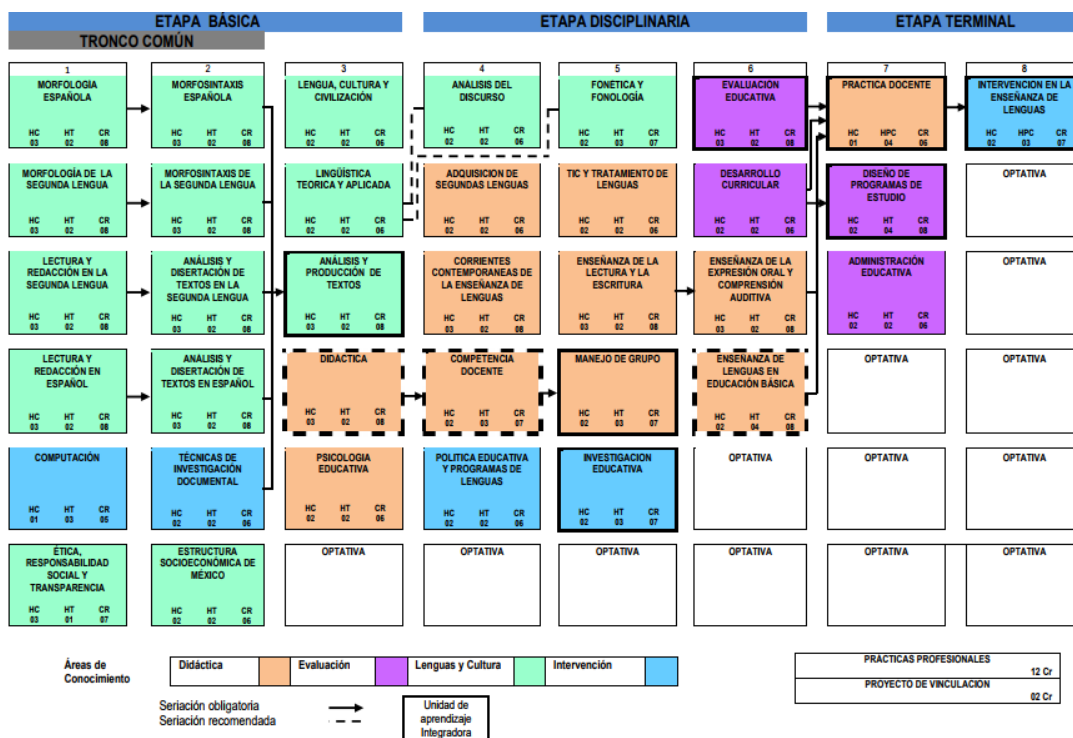 ETAPA BÁSICA
ETAPA DISCIPLINARIA
ETAPA TERMINAL
TRONCO COMÚN
1
MORFOLOGÍA
ESPAÑOLA
HC HT CR
03 02 08
2
MORFOSINTAXIS
ESPAÑOLA
HC HT CR
03 02 08
3
LENGUA, CULTURA Y
CIVILIZACIÓN
HC HT CR
02 02 06
4
ANÁLISIS DEL
DISCURSO
HC HT CR
02 02 06
5
FONÉTICA Y
FONOLOGÍA
HC HT CR
02 03 07
6
EVALUACIÓN
EDUCATIVA
HC HT CR
03 02 08
7
PRACTICA DOCENTE
HC HPC CR
01 04 06
8
INTERVENCIÓN EN LA
ENSEÑANZA DE
LENGUAS
HC HPC CR
02 03 07
MORFOLOGÍA DE LA
SEGUNDA LENGUA
HC HT CR
03 02 08
MORFOSINTAXIS DE
LA SEGUNDA LENGUA
HC HT CR
03 02 08
LINGÜÍSTICA
TEORICA Y APLICADA
HC HT CR
02 02 06
ADQUISICION DE
SEGUNDAS LENGUAS
HC HT CR
02 02 06
TIC Y TRATAMIENTO DE
LENGUAS
HC HT CR
02 02 06
DESARROLLO
CURRICULAR
HC HT CR
02 02 06
DISEÑO DE
PROGRAMAS DE
ESTUDIO
HC HT CR
02 04 08
OPTATIVA
LECTURA Y
REDACCIÓN EN LA
SEGUNDA LENGUA
HC HT CR
03 02 08
ANÁLISIS Y
DISERTACIÓN DE
TEXTOS EN LA
SEGUNDA LENGUA
HC HT CR
03 02 08
ANÁLISIS Y
PRODUCCIÓN DE
TEXTOS
HC HT CR
03 02 08
CORRIENTES
CONTEMPORANEAS DE
LA ENSEÑANZA DE
LENGUAS
HC HT CR
03 02 08
ENSEÑANZA DE LA
LECTURA Y LA
ESCRITURA
HC HT CR
03 02 08
ENSEÑANZA DE LA
EXPRESIÓN ORAL Y
COMPRENSIÓN
AUDITIVA
HC HT CR
03 02 08
ADMINISTRACIÓN
EDUCATIVA
HC HT CR
02 02 06
OPTATIVA
LECTURA Y
REDACCIÓN EN
ESPAÑOL
HC HT CR
03 02 08
ANÁLISIS Y
DISERTACIÓN DE
TEXTOS EN ESPAÑOL
HC HT CR
03 02 08
DIDÁCTICA
HC HT CR
03 02 08
COMPETENCIA
DOCENTE
HC HT CR
02 03 07
MANEJO DE GRUPO
HC HT CR
02 03 07
ENSEÑANZA DE
LENGUAS EN
EDUCACIÓN BÁSICA
HC HT CR
02 04 08
OPTATIVA
OPTATIVA
COMPUTACIÓN
HC HT CR
01 03 05
TÉCNICAS DE
INVESTIGACIÓN
DOCUMENTAL
HC HT CR
02 02 06
PSICOLOGIA
EDUCATIVA
HC HT CR
02 02 06
POLITICA EDUCATIVA
Y PROGRAMAS DE
LENGUAS
HC HT CR
02 02 06
INVESTIGACION
EDUCATIVA
HC HT CR
02 03 07
OPTATIVA
OPTATIVA
OPTATIVA
ÉTICA,
RESPONSABILIDAD
SOCIAL Y
TRANSPARENCIA
HC HT CR
03 01 07
ESTRUCTURA
SOCIOECONÓMICA DE
MÉXICO
HC HT CR
02 02 06
OPTATIVA
OPTATIVA
OPTATIVA
OPTATIVA
OPTATIVA
OPTATIVA
Áreas de
Conocimiento
Didáctica
Evaluación
Lenguas y Cultura
Intervención
PRÁCTICAS PROFESIONALES
12 Cr
PROYECTO DE VINCULACION
02 Cr
Seriación obligatoria
Seriación recomendada
Unidad de
aprendizaje
Integradora